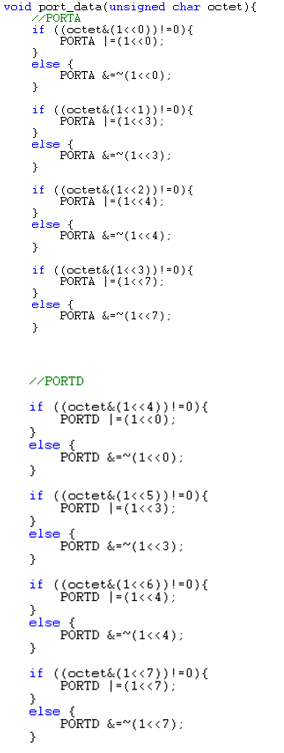 void port_data(unsigned char octet){
//PORTA
if ((octet&(1<<0))!=0){
PORTA |=(1<<0);
}
else {
PORTA &=~(1<<0);
}
if ((octet&(1<<1))!=0){
PORTA |=(1<<3);
}
else {
PORTA &=~(1<<3);
}
if ((octet&(1<<2))!=0){
PORTA |=(1<<4);
}
else {
PORTA &=~(1<<4);
}
if ((octet&(1<<3))!=0){
PORTA |=(1<<7);
}
else {
PORTA &=~(1<<7);
}
//PORTD
if ((octet&(1<<4))!=0){
PORTD |=(1<<0);
}
else {
PORTD &=~(1<<0);
}
if ((octet&(1<<5))!=0){
PORTD |=(1<<3);
}
else {
PORTD &=~(1<<3);
}
if ((octet&(1<<6))!=0){
PORTD |=(1<<4);
}
else {
PORTD &=~(1<<4);
}
if ((octet&(1<<7))!=0){
PORTD |=(1<<7);
}
else {
PORTD &=~(1<<7);
}